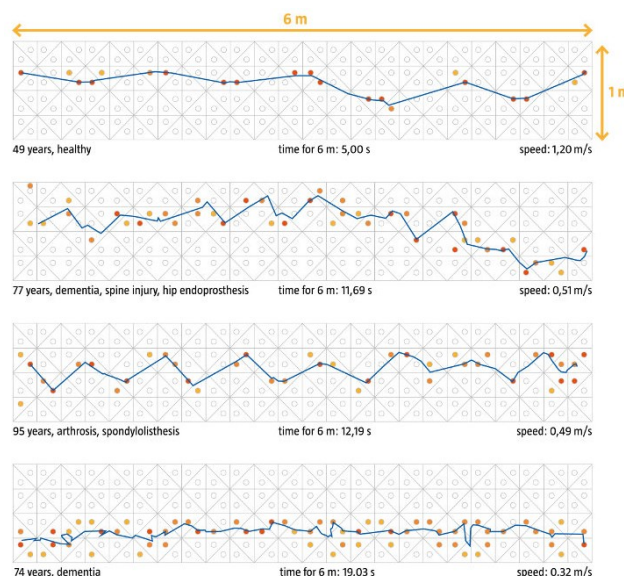 6 m
1 m
49 years, healthy time for 6 m: 5,00 s speed: 1,20 m/s
77 years, dementia, spine injury, hip endoprosthesis time for 6 m: 11,69 s speed: 0,51 m/s
95 years, arthrosis, spondylolisthesis time for 6 m: 12,19 s speed: 0,49 m/s
74 years, dementia time for 6 m: 19,03 s speed: 0,32 m/s